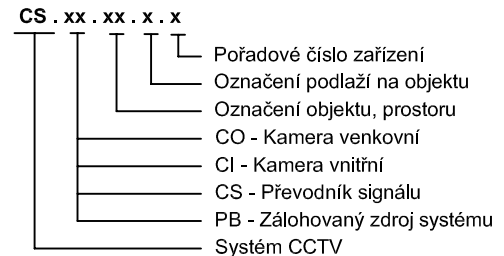 CS . xx . xx . x . x
Pořadové číslo zařízení
Označení podlaží na objektu
Označení objektu, prostoru
CO - Kamera venkovní
CI - Kamera vnitřní
CS - Převodník signálu
PB - Zálohovaný zdroj systému
Systém CCTV